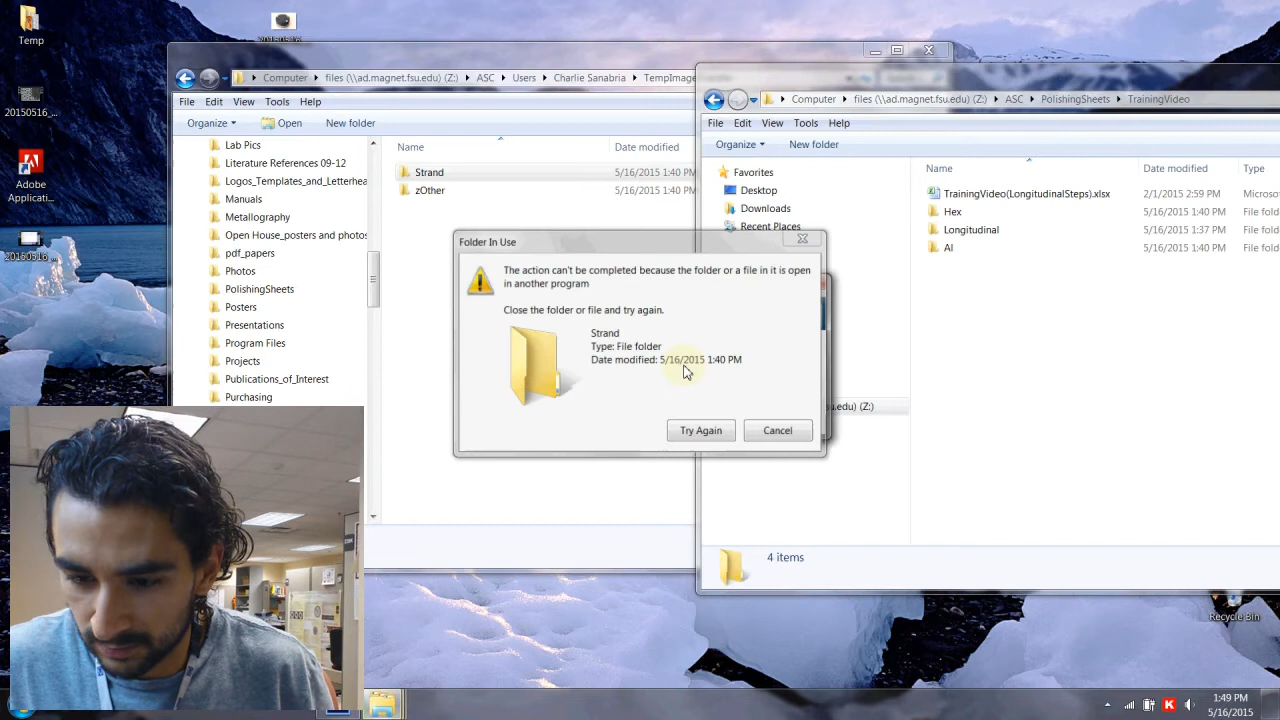 Temp
20150516_...
Adobe
Applicati...
20160516_...
Computer
files (\\ad.magnet.fsu.edu) (Z:)
ASC
Users
Charlie Sanabria
TempImage
File
Edit
View
Tools
Help
Organize
Open
New folder
Lab Pics
Literature References 09-12
Logos_Templates_and_Letterhea
Manuals
Metallography
Open House_posters and photos
pdf_papers
Photos
PolishingSheets
Posters
Presentations
Program Files
Projects
Publications_of_Interest
Purchasing
Name
Date modified
Strand
5/16/2015 1:40 PM
zOther
5/16/2015 1:40 PM
Computer
files (\\ad.magnet.fsu.edu) (Z:)
ASC
PolishingSheets
TrainingVideo
File
Edit
View
Tools
Help
Organize
New folder
Favorites
Desktop
Downloads
Recent Places
su.edu) (Z:)
Name
Date modified
Type
TrainingVideo(LongitudinalSteps).xlsx
2/1/2015 2:59 PM
Microso
Hex
5/16/2015 1:40 PM
File fold
Longitudinal
5/16/2015 1:37 PM
File fold
Al
5/16/2015 1:40 PM
File fold
4 items
Folder In Use
The action can't be completed because the folder or a file in it is open
in another program
Close the folder or file and try again.
Strand
Type: File folder
Date modified: 5/16/2015 1:40 PM
Try Again
Cancel
Recycle Bin
1:49 PM
5/16/2015